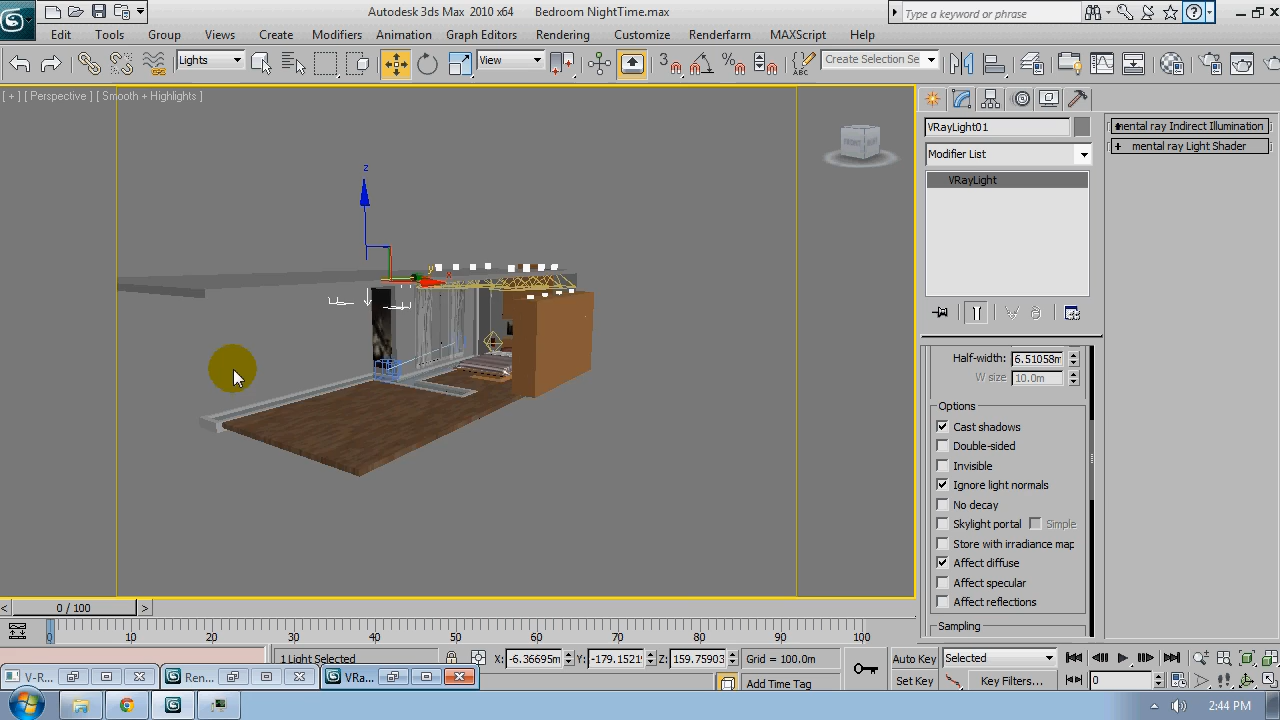 Autodesk 3ds Max 2010 x64 Bedroom NightTime.max
Type a keyword or phrase
Edit Tools Group Views Create Modifiers Animation Graph Editors Rendering Customize Renderfarm MAXScript Help
Lights View Create Selection Se
[ + ] [ Perspective ] [ Smooth + Highlights ]
VRayLight01
Modifier List
VRayLight
mental ray Indirect Illumination
+ mental ray Light Shader
z
y
x
Half-width: 6.51058m
W size 10.0m
Options
Cast shadows
Double-sided
Invisible
Ignore light normals
No decay
Skylight portal Simple
Store with irradiance map
Affect diffuse
Affect specular
Affect reflections
Sampling
< 0 / 100 >
0 10 20 30 40 50 60 70 80 90 100
1 Light Selected X: -6.36695m Y: -179.1521 Z: 159.75903 Grid = 100.0m
Add Time Tag
Auto Key Selected
Set Key Key Filters... 0
V-R... Ren... VRa...
2:44 PM